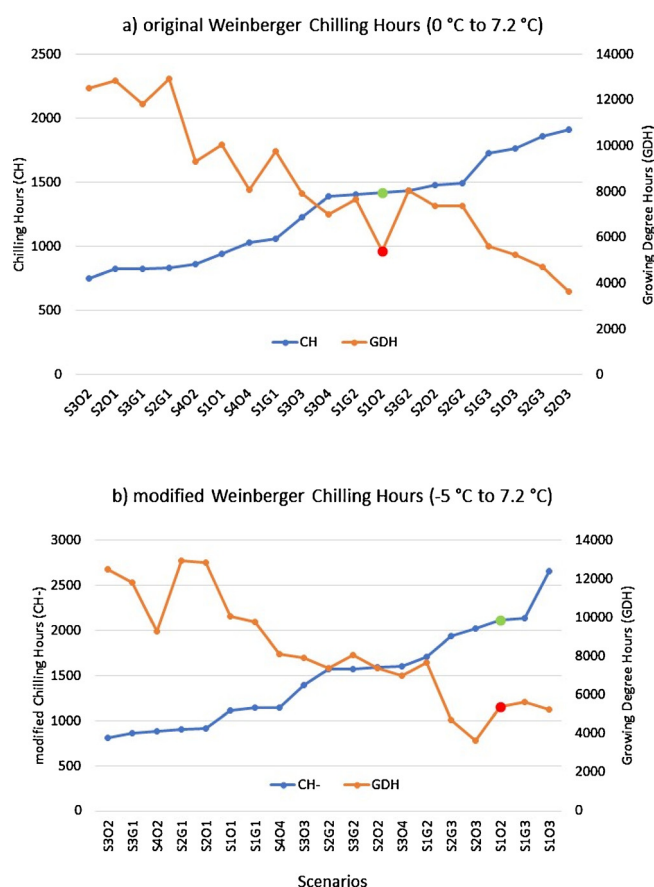 a) original Weinberger Chilling Hours (0 °C to 7.2 °C)
2500
2000
1500
1000
500
0
Chilling Hours (CH)
14000
12000
10000
8000
6000
4000
2000
0
Growing Degree Hours (GDH)
CH GDH
S3O2 S2O1 S3G1 S2G1 S4O2 S1O1 S4O4 S1G1 S3O3 S3O4 S1G2 S1O2 S3G2 S2O2 S2G2 S1G3 S1O3 S2G3 S2O3
b) modified Weinberger Chilling Hours (-5 °C to 7.2 °C)
3000
2500
2000
1500
1000
500
0
modified Chilling Hours (CH-)
14000
12000
10000
8000
6000
4000
2000
0
Growing Degree Hours (GDH)
CH- GDH
S3O2 S3G1 S4O2 S2G1 S2O1 S1O1 S1G1 S4O4 S3O3 S2G2 S3G2 S2O2 S3O4 S1G2 S2G3 S2O3 S1O2 S1G3 S1O3
Scenarios